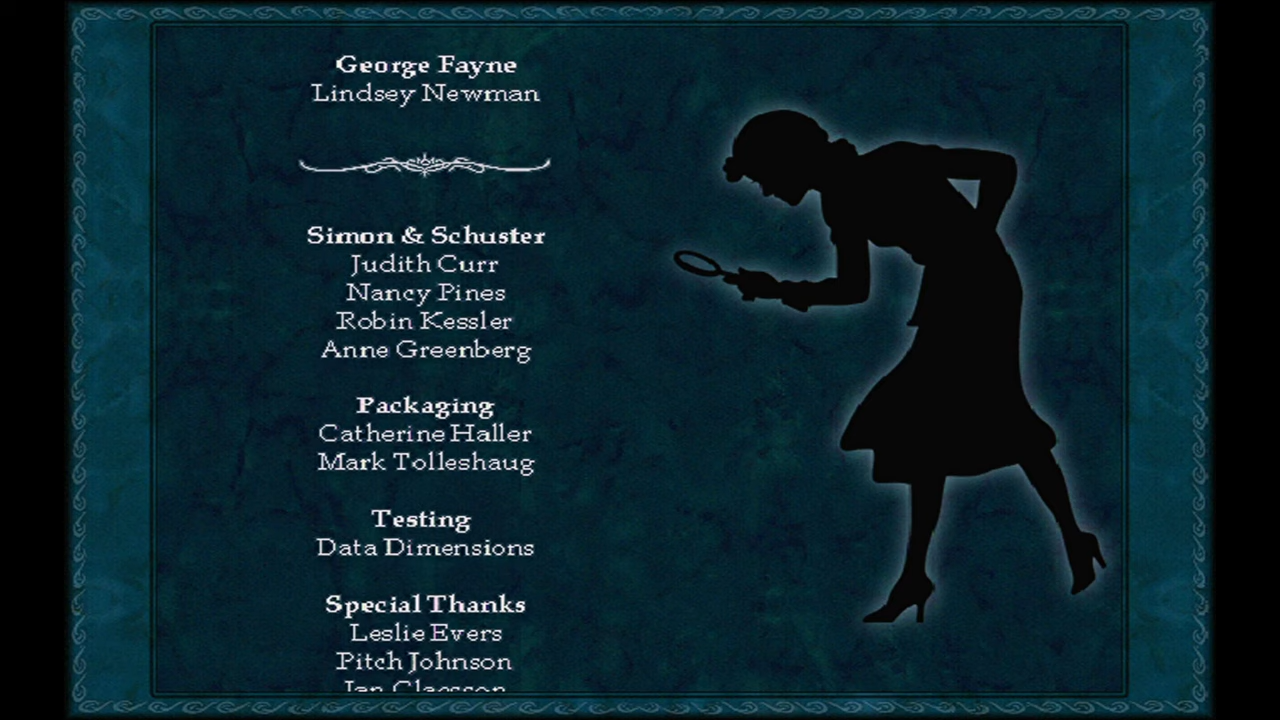 George Fayne
Lindsey Newman
Simon & Schuster
Judith Curr
Nancy Pines
Robin Kessler
Anne Greenberg
Packaging
Catherine Haller
Mark Tolleshaug
Testing
Data Dimensions
Special Thanks
Leslie Evers
Pitch Johnson